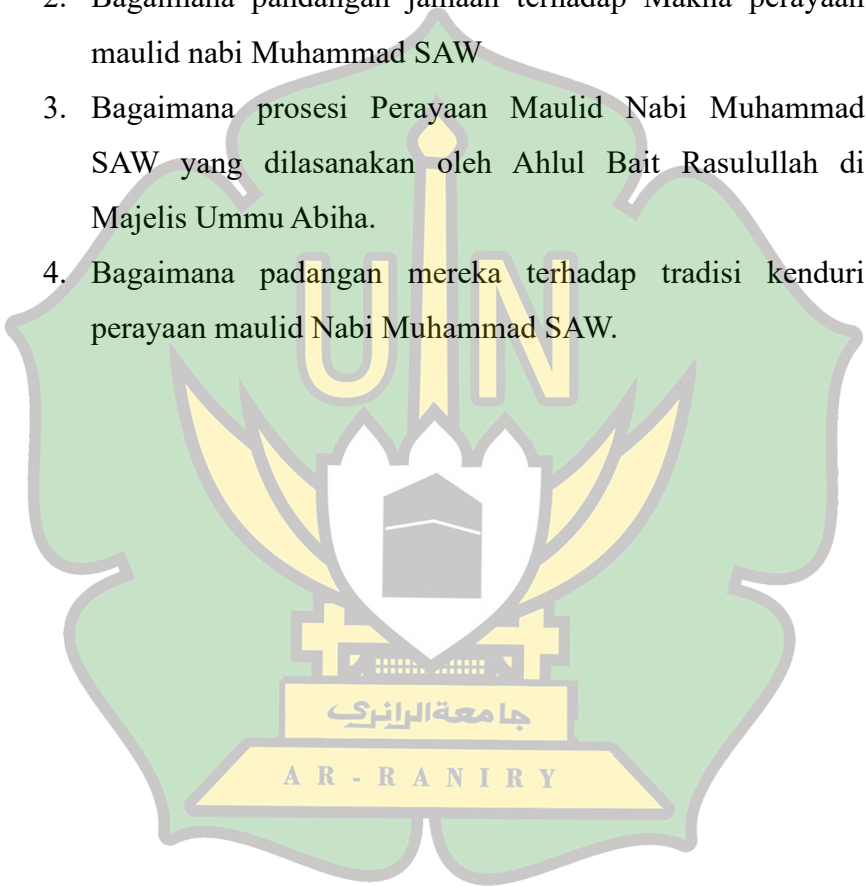 2. Bagaimana pandangan jamaah terhadap Makna perayaan
maulid nabi Muhammad SAW
3. Bagaimana prosesi Perayaan Maulid Nabi Muhammad
SAW yang dilasanakan oleh Ahlul Bait Rasulullah di
Majelis Ummu Abiha.
4. Bagaimana padangan mereka terhadap tradisi kenduri
perayaan maulid Nabi Muhammad SAW.
UIN
جامعة الرانري
AR-RANIRY